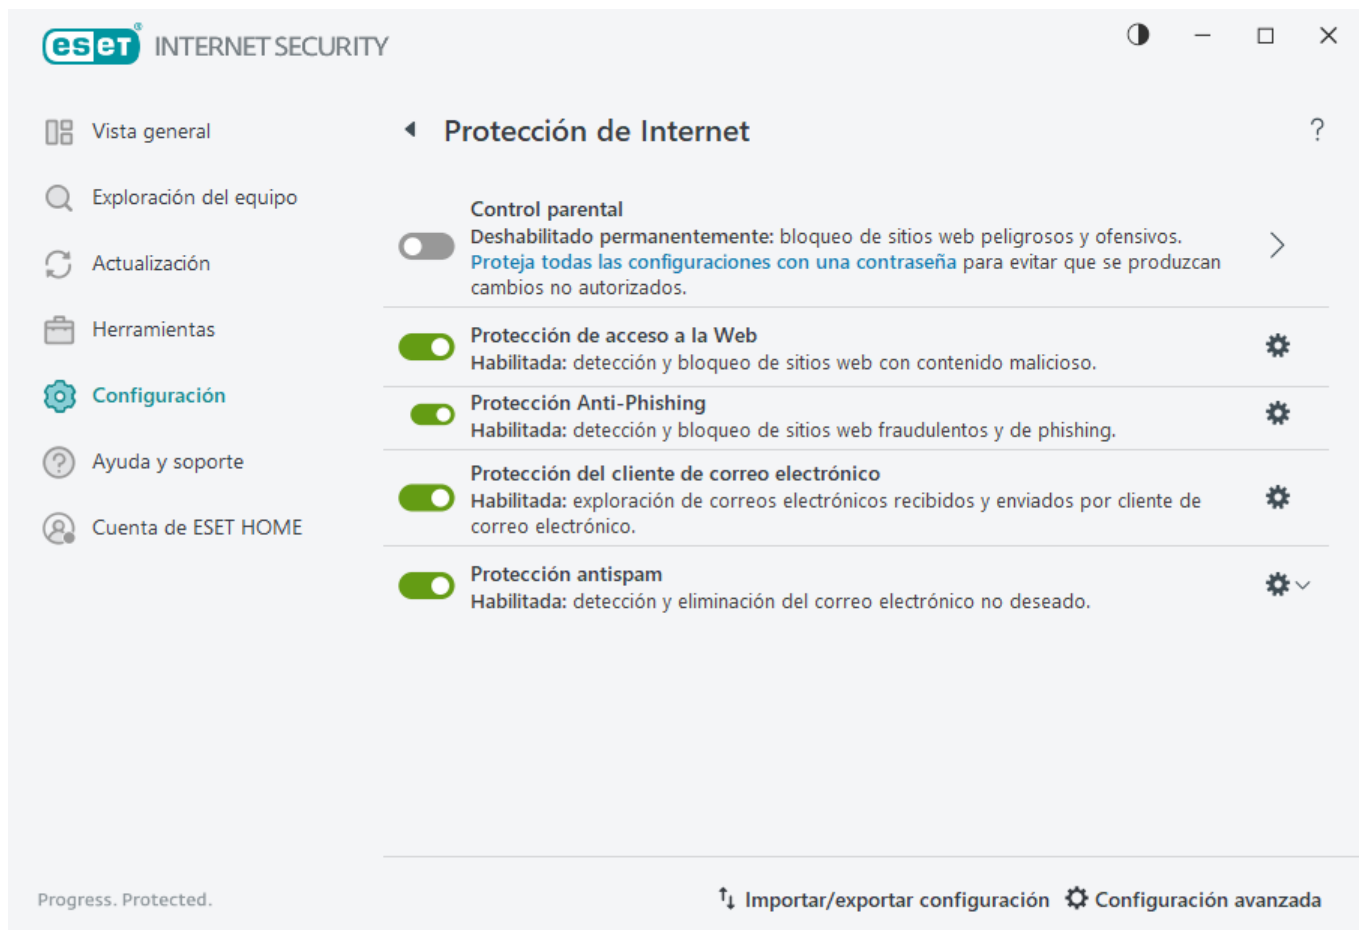 eset® INTERNET SECURITY
Vista general
Exploración del equipo
Actualización
Herramientas
Configuración
Ayuda y soporte
Cuenta de ESET HOME
Protección de Internet
?
Control parental
Deshabilitado permanentemente: bloqueo de sitios web peligrosos y ofensivos.
Proteja todas las configuraciones con una contraseña para evitar que se produzcan
cambios no autorizados.
Protección de acceso a la Web
Habilitada: detección y bloqueo de sitios web con contenido malicioso.
Protección Anti-Phishing
Habilitada: detección y bloqueo de sitios web fraudulentos y de phishing.
Protección del cliente de correo electrónico
Habilitada: exploración de correos electrónicos recibidos y enviados por cliente de
correo electrónico.
Protección antispam
Habilitada: detección y eliminación del correo electrónico no deseado.
Progress. Protected.
Importar/exportar configuración
Configuración avanzada